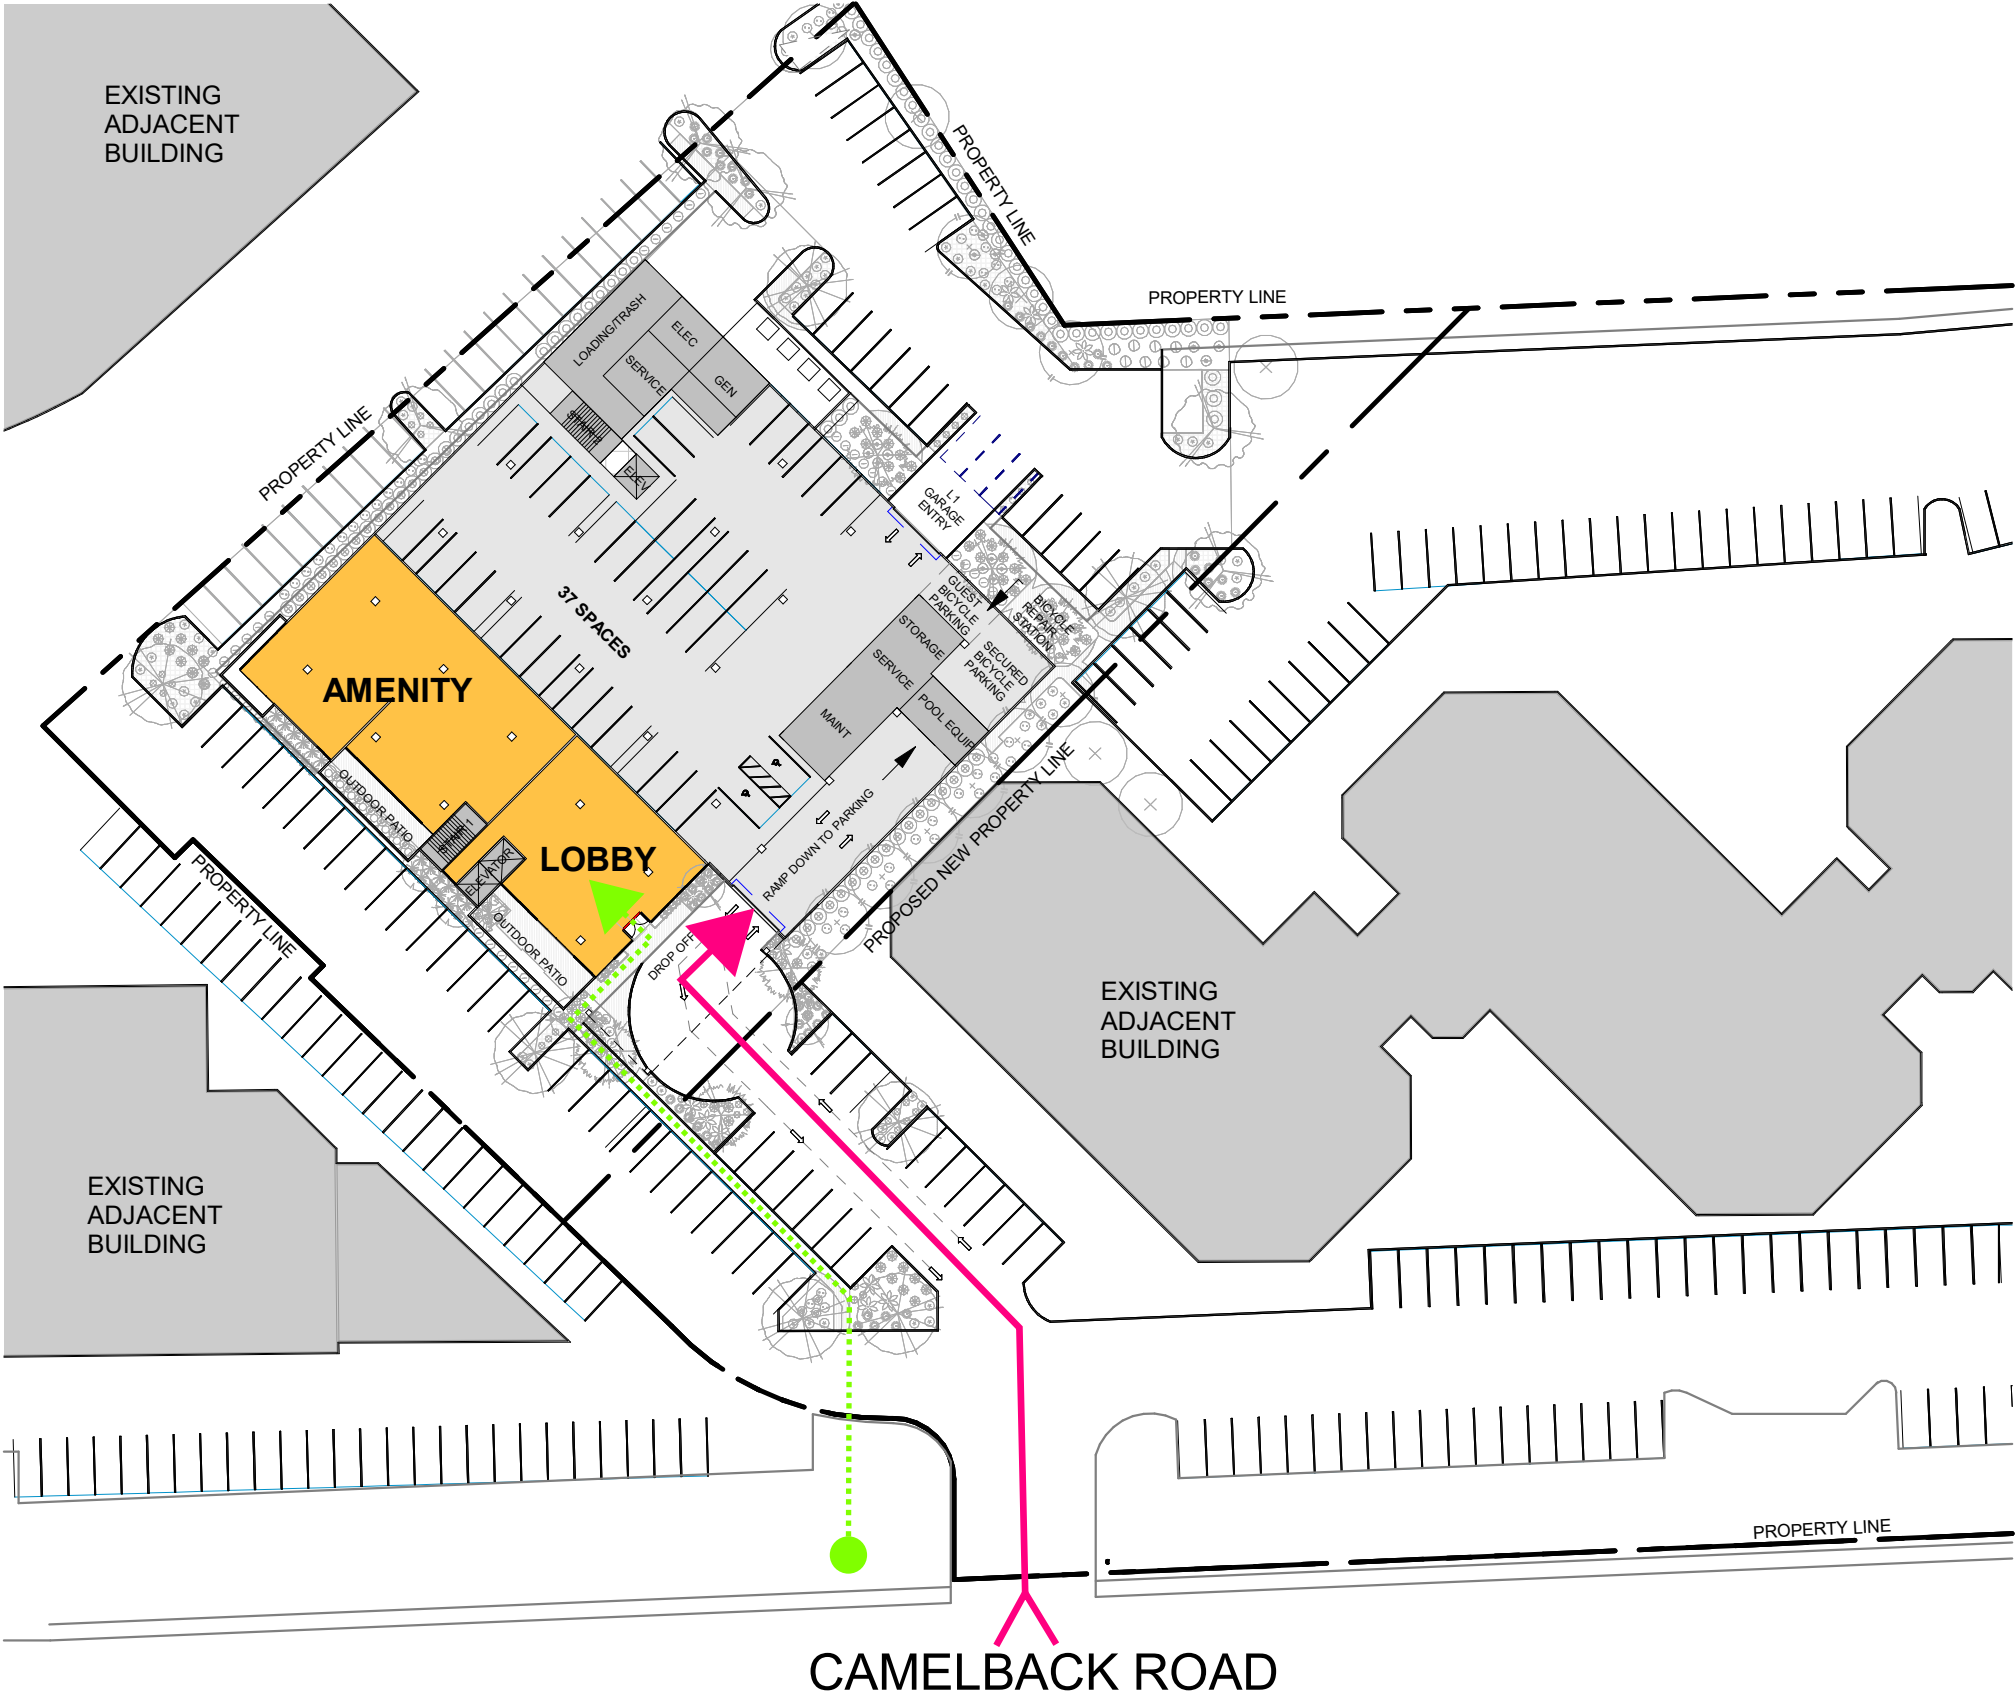 EXISTING
ADJACENT
BUILDING
PROPERTY LINE
PROPERTY LINE
PROPERTY LINE
LOADING/TRASH
ELEC
SERVICE
GEN
STAIR 2
ELEV
L1
GARAGE
ENTRY
GUEST
BICYCLE
PARKING
BICYCLE
REPAIR
STATION
37 SPACES
STORAGE
SERVICE
MAINT
SECURED
BICYCLE
PARKING
POOL EQUIP
AMENITY
OUTDOOR PATIO
STAIR 1
ELEVATOR
LOBBY
OUTDOOR PATIO
RAMP DOWN TO PARKING
DROP OFF
PROPOSED NEW PROPERTY LINE
PROPERTY LINE
EXISTING
ADJACENT
BUILDING
EXISTING
ADJACENT
BUILDING
PROPERTY LINE
CAMELBACK ROAD